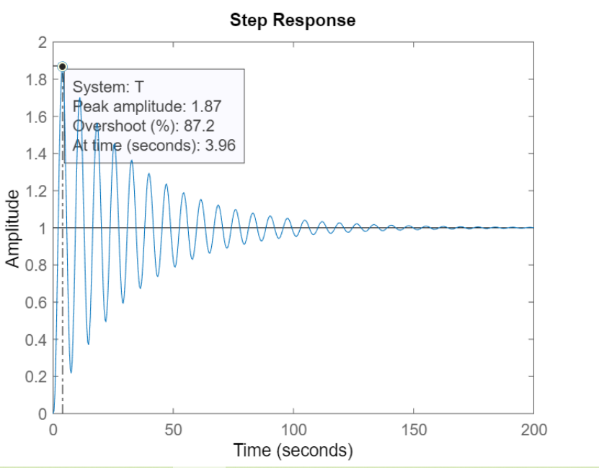 Step Response
2
1.8
1.6
1.4
1.2
1
0.8
0.6
0.4
0.2
0
Amplitude
System: T
Peak amplitude: 1.87
Overshoot (%): 87.2
At time (seconds): 3.96
0
50
100
150
200
Time (seconds)